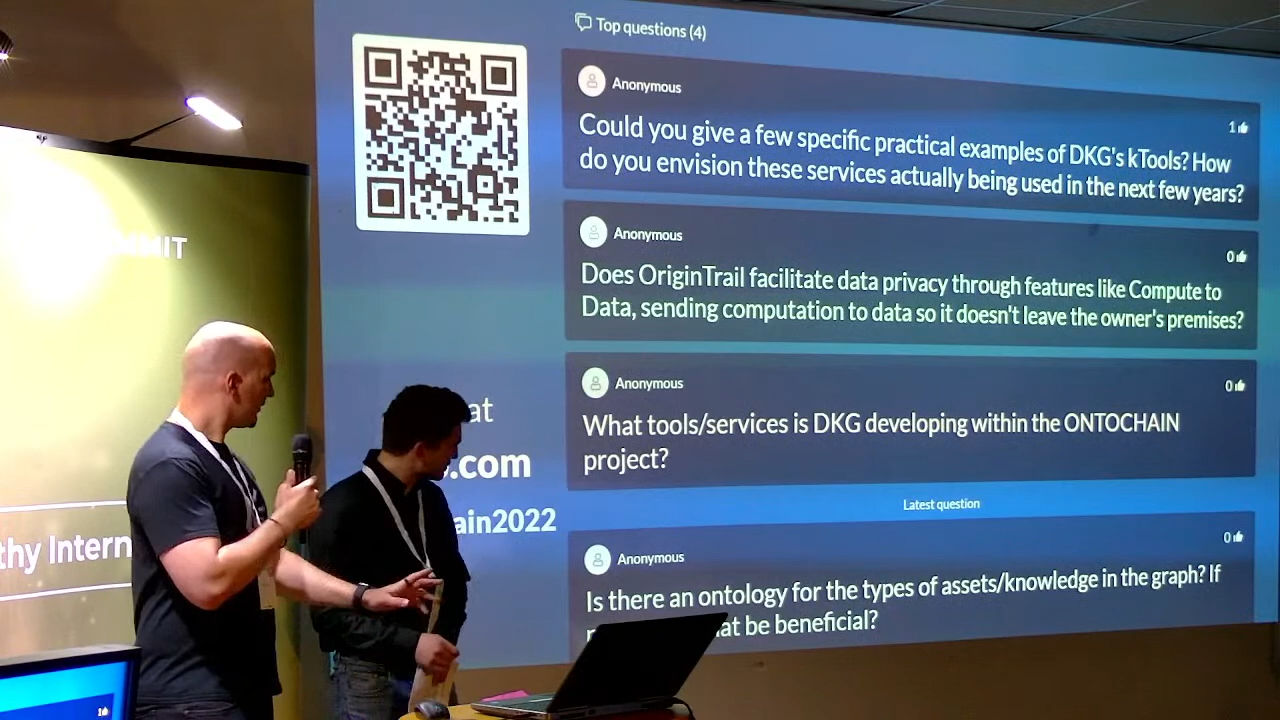 Top questions (4)
Anonymous
1
Could you give a few specific practical examples of DKG's kTools? How
do you envision these services actually being used in the next few years?
Anonymous
0
Does OriginTrail facilitate data privacy through features like Compute to
Data, sending computation to data so it doesn't leave the owner's premises?
Anonymous
0
What tools/services is DKG developing within the ONTOCHAIN
project?
Latest question
Anonymous
0
Is there an ontology for the types of assets/knowledge in the graph? If
be beneficial?
at
.com
ain2022
thy Intern
1